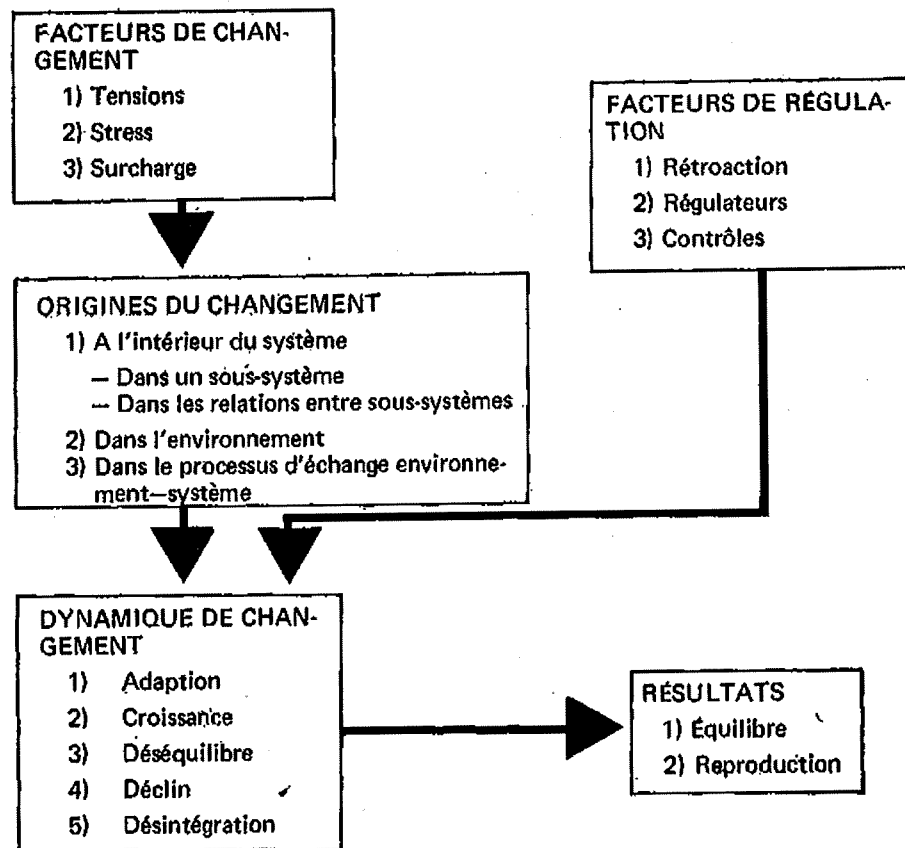 FACTEURS DE CHAN-
GEMENT
1) Tensions
2) Stress
3) Surcharge
FACTEURS DE RÉGULA-
TION
1) Rétroaction
2) Régulateurs
3) Contrôles
ORIGINES DU CHANGEMENT
1) A l'intérieur du système
— Dans un sous-système
— Dans les relations entre sous-systèmes
2) Dans l'environnement
3) Dans le processus d'échange environne-
ment—système
DYNAMIQUE DE CHAN-
GEMENT
1) Adaption
2) Croissance
3) Déséquilibre
4) Déclin
5) Désintégration
RÉSULTATS
1) Équilibre
2) Reproduction